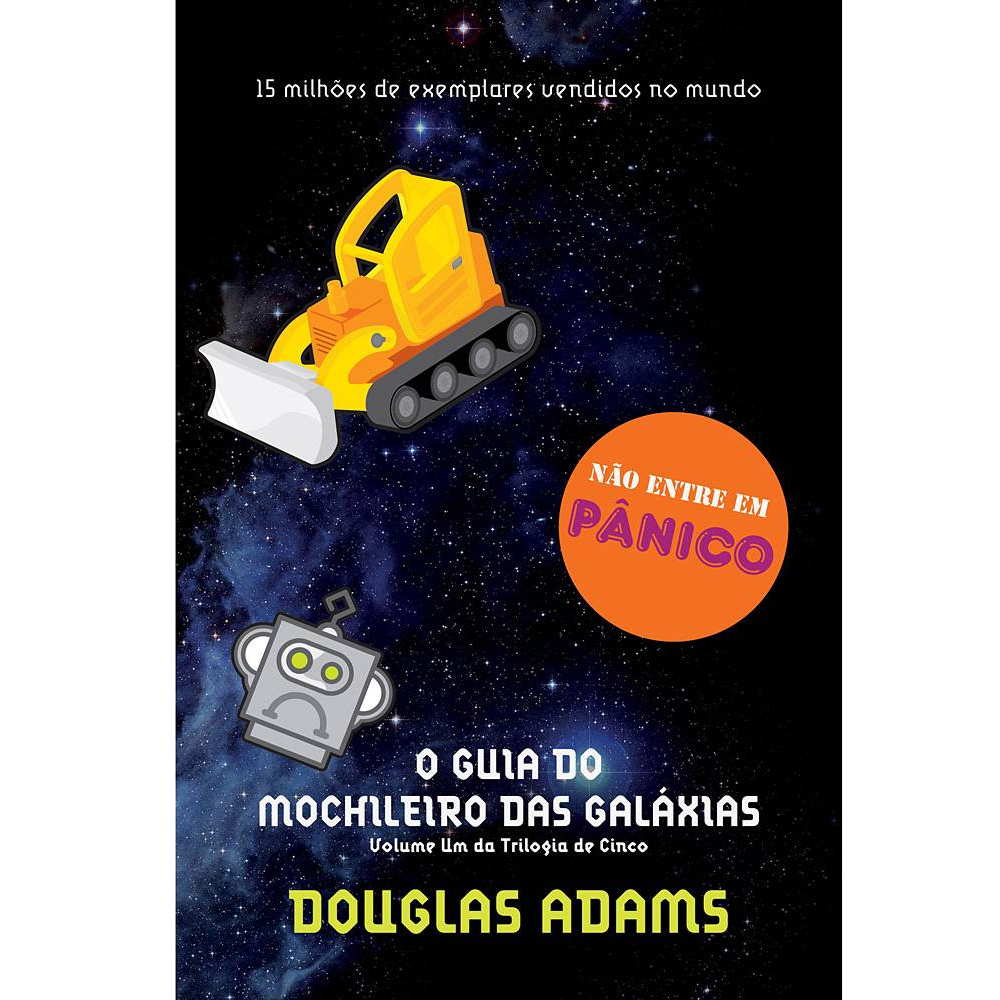 15 milhões de exemplares vendidos no mundo
NÃO ENTRE EM
PÂNICO
O GUIA DO
MOCHILEIRO DAS GALÁXIAS
Volume Um da Trilogia de Cinco
DOUGLAS ADAMS